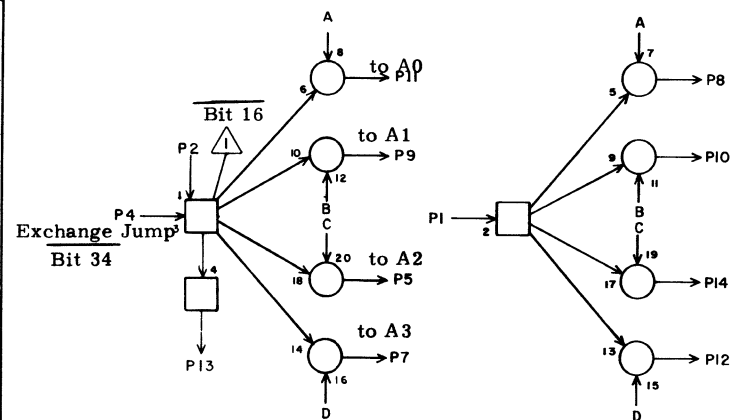 A
8
to A0
6
P11
Bit 16
1
P2
to A1
10
P9
12
1
P4
3
Exchange Jump
Bit 34
B
C
4
20
to A2
18
P5
P13
to A3
14
P7
16
D
A
7
5
P8
9
P10
11
P1
2
B
C
19
17
P14
13
P12
15
D